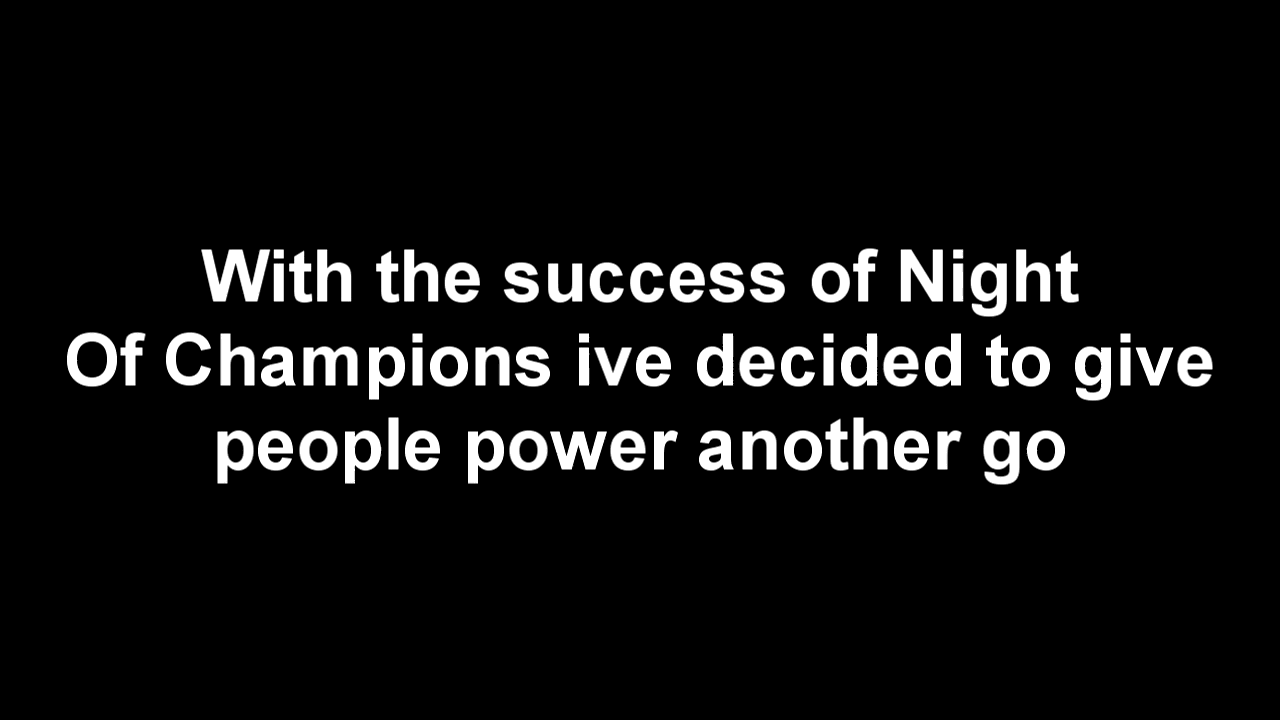 With the success of Night
Of Champions ive decided to give
people power another go